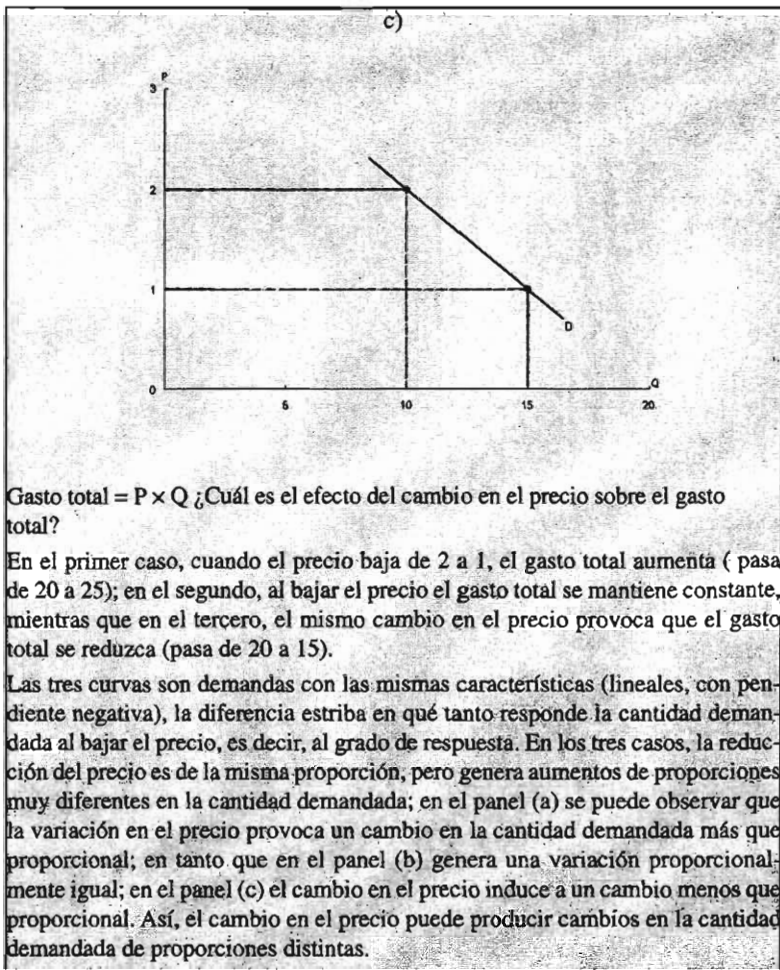 c)
P
3
2
1
D
0
Q
5
10
15
20
Gasto total = P × Q ¿Cuál es el efecto del cambio en el precio sobre el gasto
total?
En el primer caso, cuando el precio baja de 2 a 1, el gasto total aumenta ( pasa
de 20 a 25); en el segundo, al bajar el precio el gasto total se mantiene constante,
mientras que en el tercero, el mismo cambio en el precio provoca que el gasto
total se reduzca (pasa de 20 a 15).
Las tres curvas son demandas con las mismas características (lineales, con pen-
diente negativa), la diferencia estriba en qué tanto responde la cantidad deman-
dada al bajar el precio, es decir, al grado de respuesta. En los tres casos, la reduc-
ción del precio es de la misma proporción, pero genera aumentos de proporciones
muy diferentes en la cantidad demandada; en el panel (a) se puede observar que
la variación en el precio provoca un cambio en la cantidad demandada más que
proporcional; en tanto que en el panel (b) genera una variación proporcional-
mente igual; en el panel (c) el cambio en el precio induce a un cambio menos que
proporcional. Así, el cambio en el precio puede producir cambios en la cantidad
demandada de proporciones distintas.